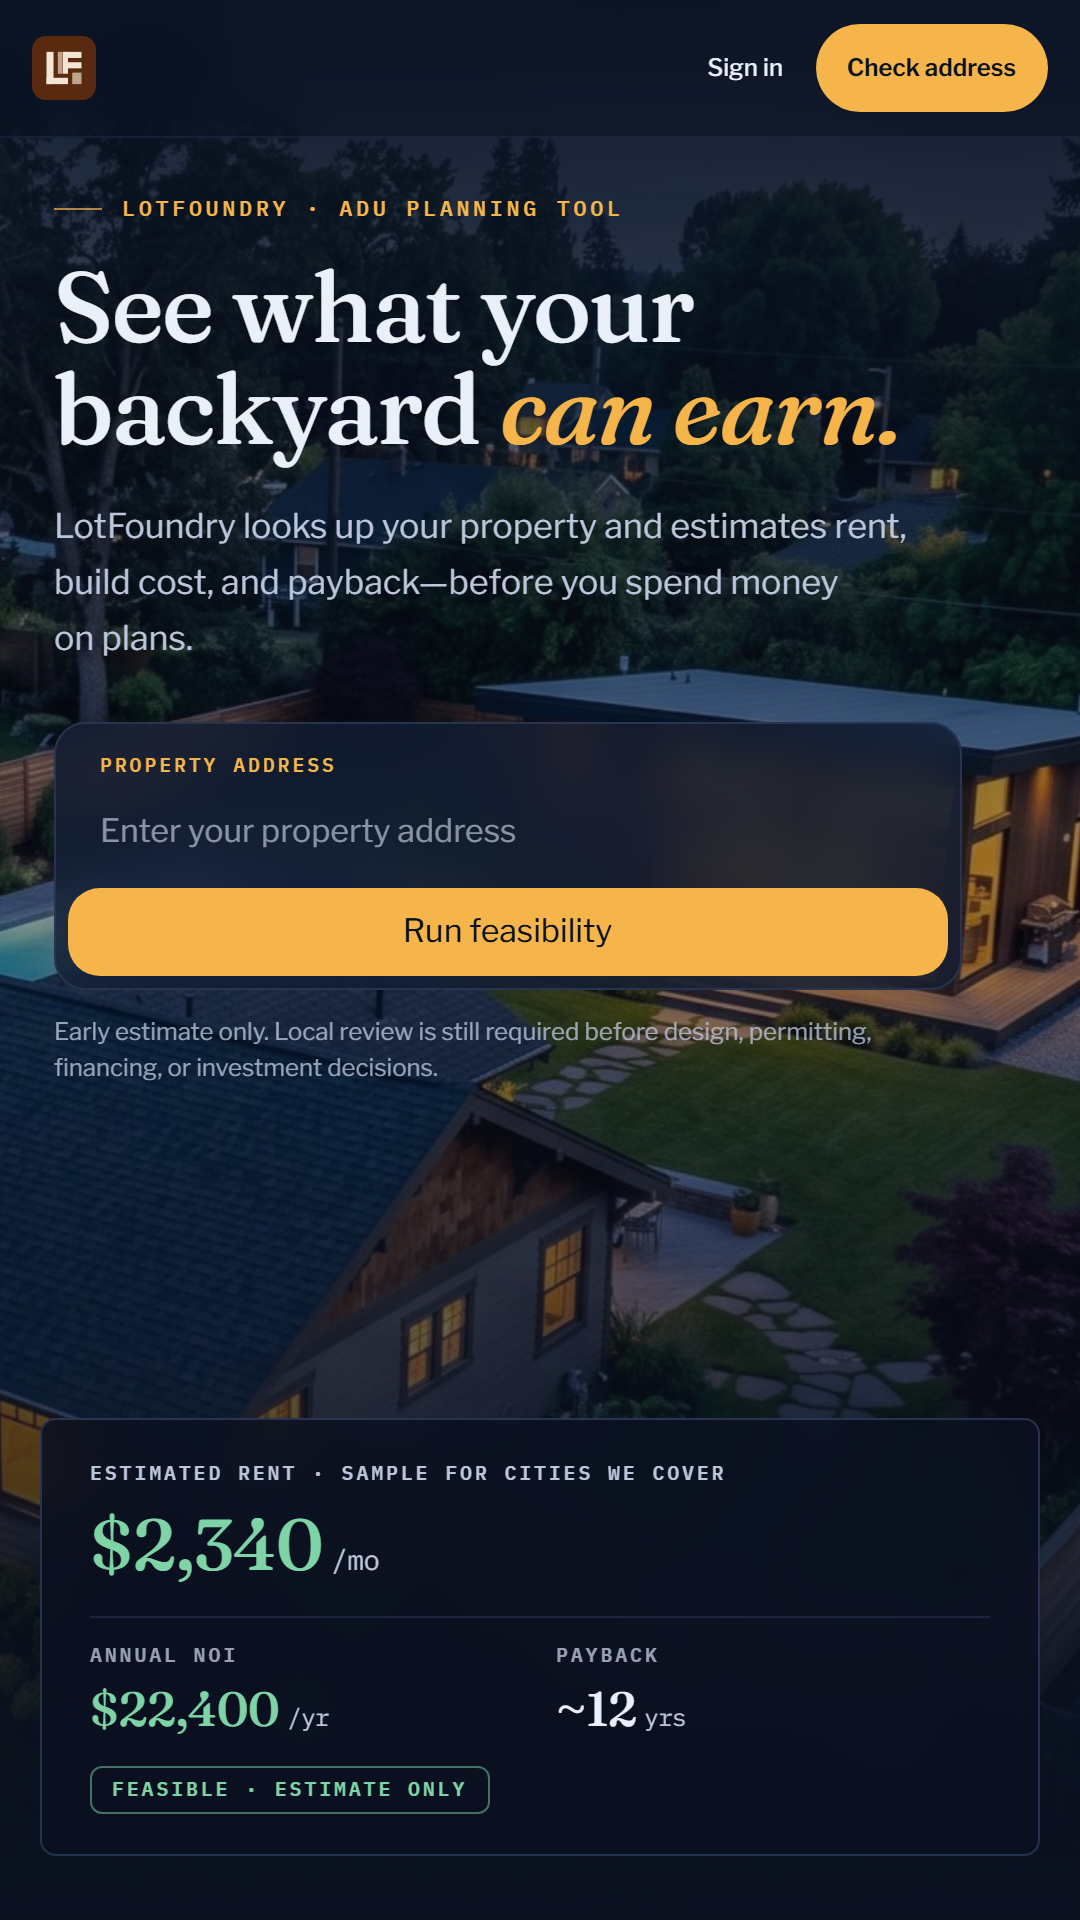 LF
Sign in
Check address
LOTFOUNDRY · ADU PLANNING TOOL
See what your
backyard can earn.
LotFoundry looks up your property and estimates rent,
build cost, and payback—before you spend money
on plans.
PROPERTY ADDRESS
Enter your property address
Run feasibility
Early estimate only. Local review is still required before design, permitting,
financing, or investment decisions.
ESTIMATED RENT · SAMPLE FOR CITIES WE COVER
$2,340 /mo
ANNUAL NOI
PAYBACK
$22,400 /yr
~12 yrs
FEASIBLE · ESTIMATE ONLY